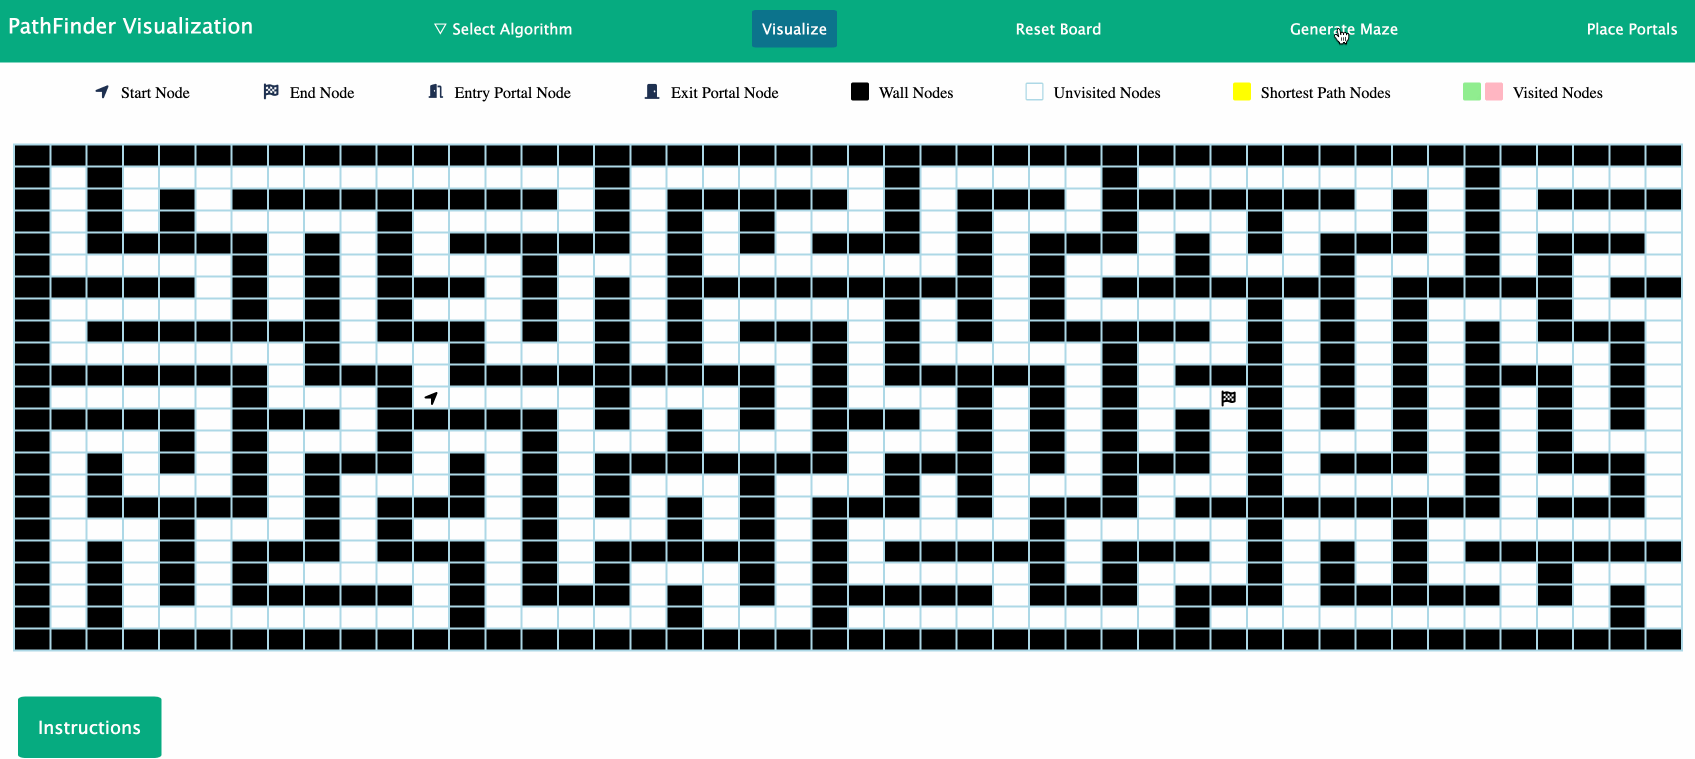 PathFinder Visualization
▽ Select Algorithm
Visualize
Reset Board
Generate Maze
Place Portals
Start Node
End Node
Entry Portal Node
Exit Portal Node
Wall Nodes
Unvisited Nodes
Shortest Path Nodes
Visited Nodes
Instructions